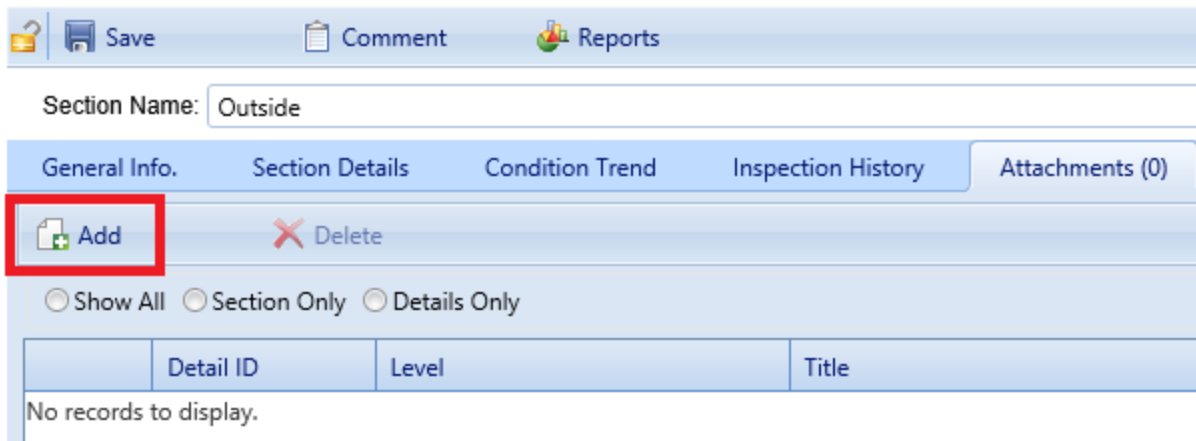 Save Comment Reports
Section Name: Outside
General Info. Section Details Condition Trend Inspection History Attachments (0)
Add Delete
Show All Section Only Details Only
Detail ID Level Title
No records to display.